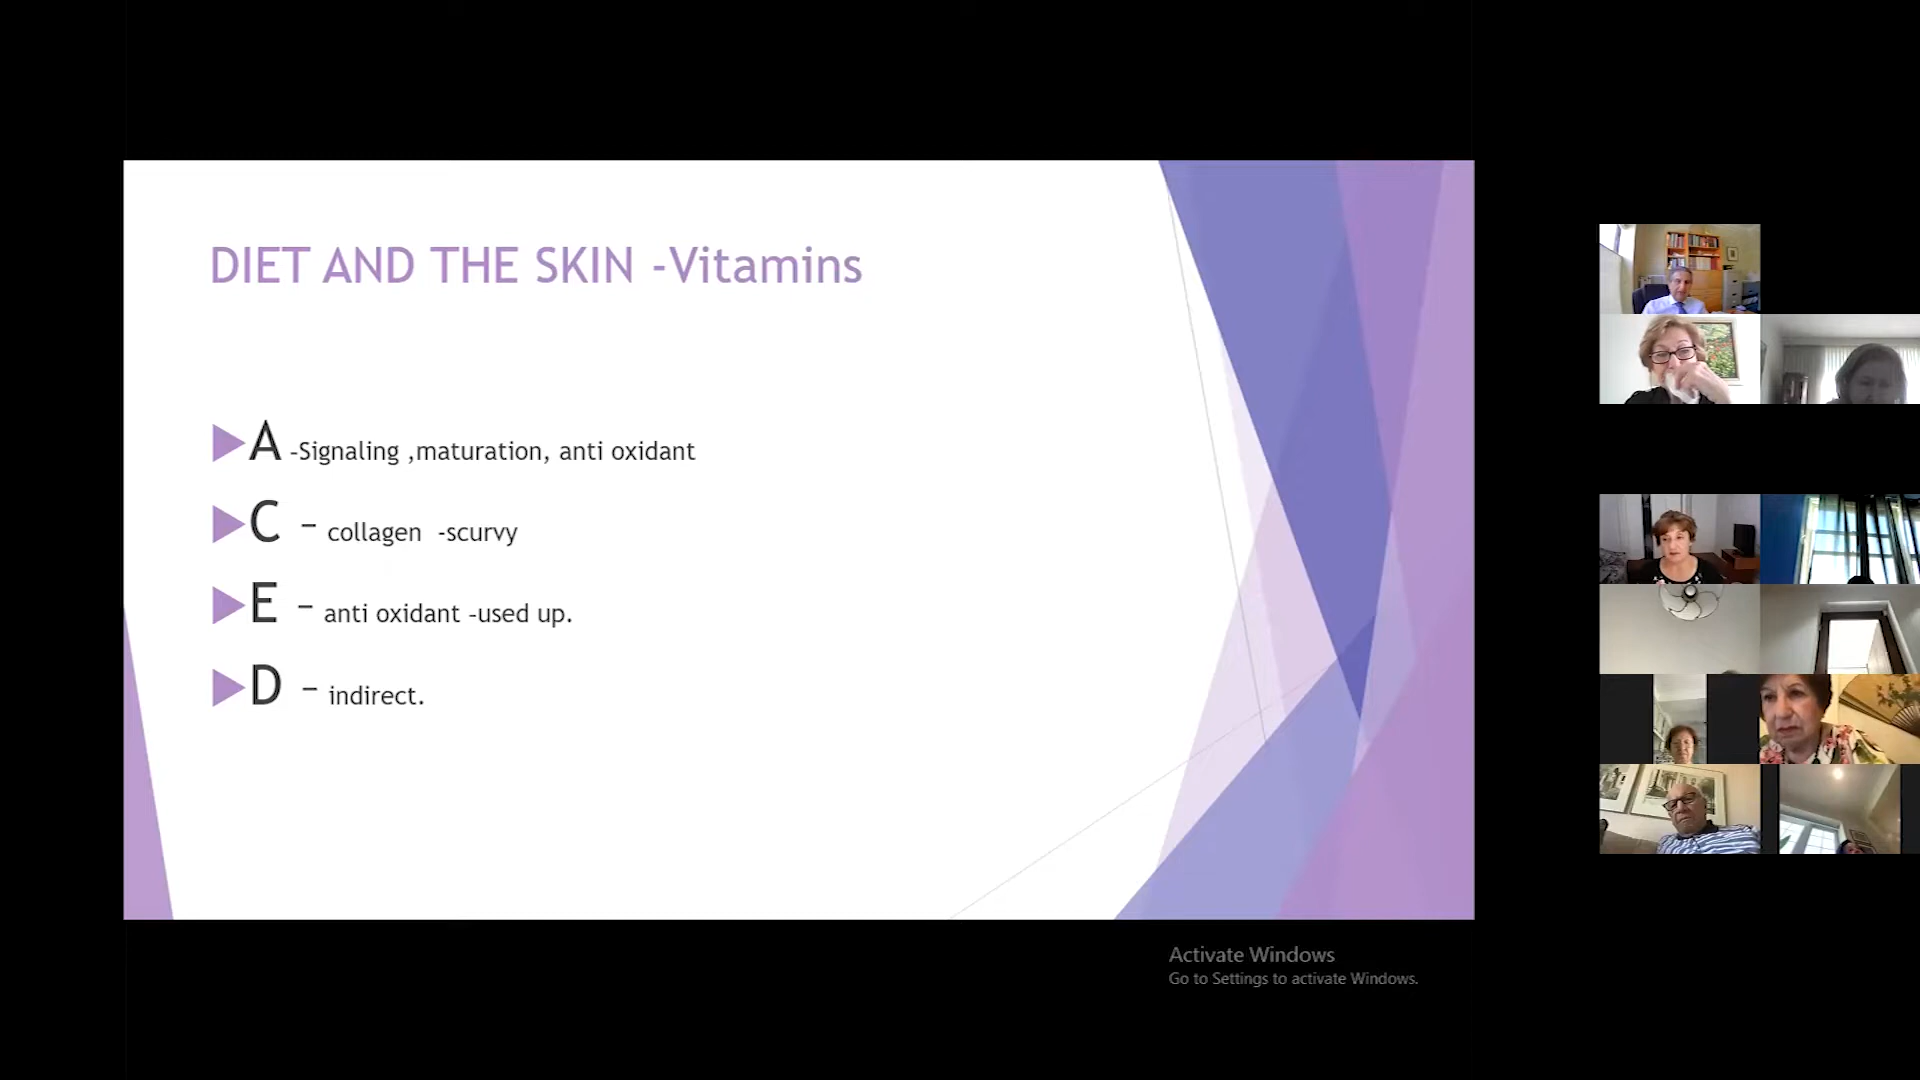 DIET AND THE SKIN -Vitamins
A -Signaling ,maturation, anti oxidant
C – collagen -scurvy
E – anti oxidant -used up.
D – indirect.
Activate Windows
Go to Settings to activate Windows.